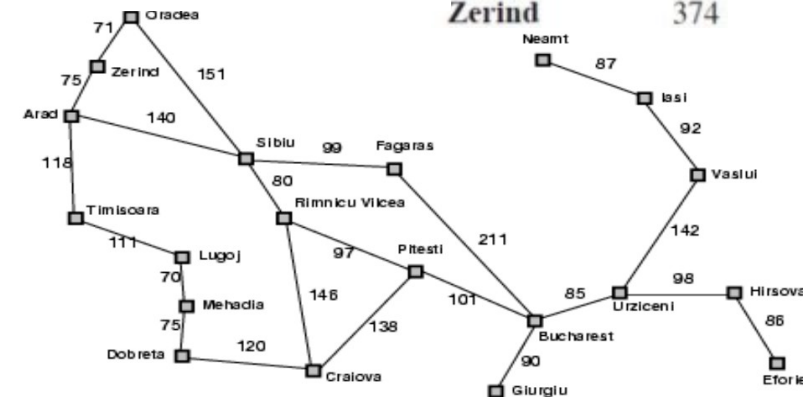 Zerind 374
Oradea
71
Neamt
87
Zerind
151
75
Iasi
Arad
140
92
Sibiu
99
Fagaras
118
80
Vaslui
Timisoara
Rimnicu Vilcea
111
Lugoj
97
Pitesti
211
142
70
146
98
Mehadia
101
85
Hirsova
75
138
Urziceni
86
Dobreta
120
Bucharest
90
Craiova
Giurgiu
Eforie